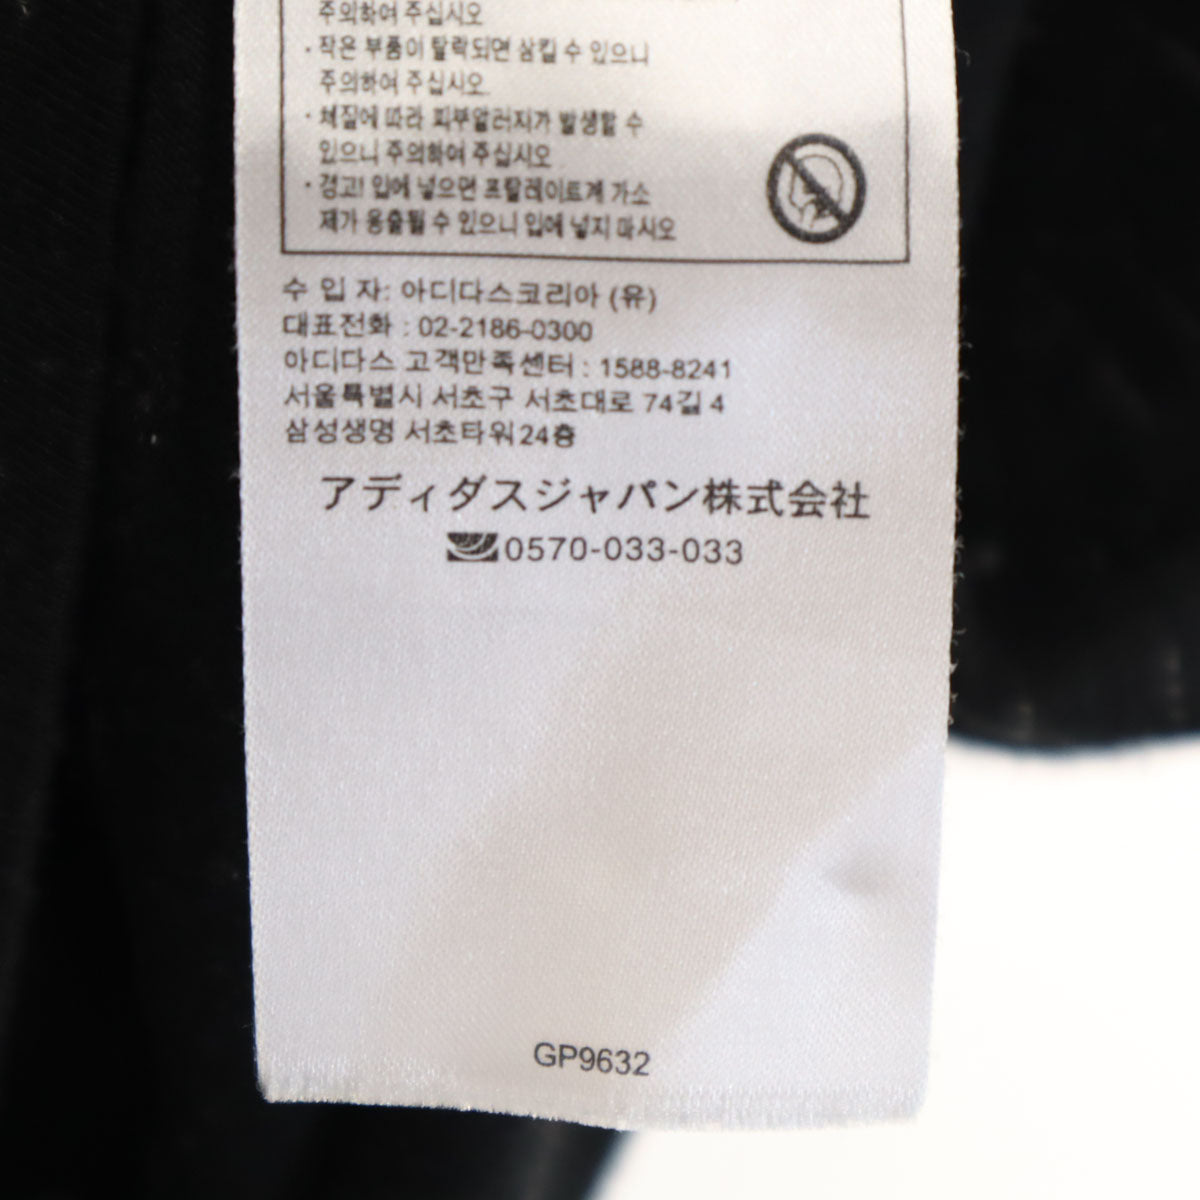 주의하여 주십시오
· 작은 부품이 탈락되면 삼킬 수 있으니
주의하여 주십시오
· 체질에 따라 피부알러지가 발생할 수
있으니 주의하여 주십시오
· 경고! 입에 넣으면 프탈레이트계 가소
제가 용출될 수 있으니 입에 넣지 마시오
수 입 자: 아디다스코리아 (유)
대표전화 : 02-2186-0300
아디다스 고객만족센터 : 1588-8241
서울특별시 서초구 서초대로 74길 4
삼성생명 서초타워 24층
アディダスジャパン株式会社
0570-033-033
GP9632